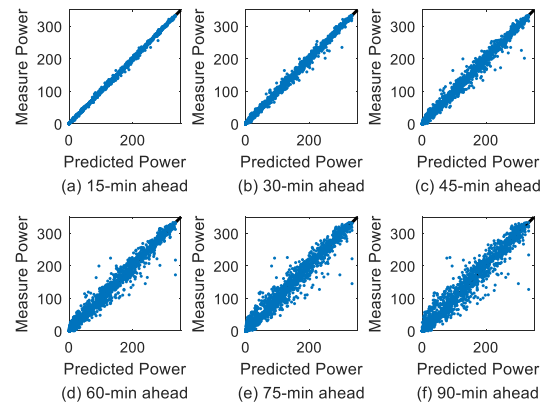 Measure Power
300
200
100
0
0
200
Predicted Power
(a) 15-min ahead
Measure Power
300
200
100
0
0
200
Predicted Power
(b) 30-min ahead
Measure Power
300
200
100
0
0
200
Predicted Power
(c) 45-min ahead
Measure Power
300
200
100
0
0
200
Predicted Power
(d) 60-min ahead
Measure Power
300
200
100
0
0
200
Predicted Power
(e) 75-min ahead
Measure Power
300
200
100
0
0
200
Predicted Power
(f) 90-min ahead